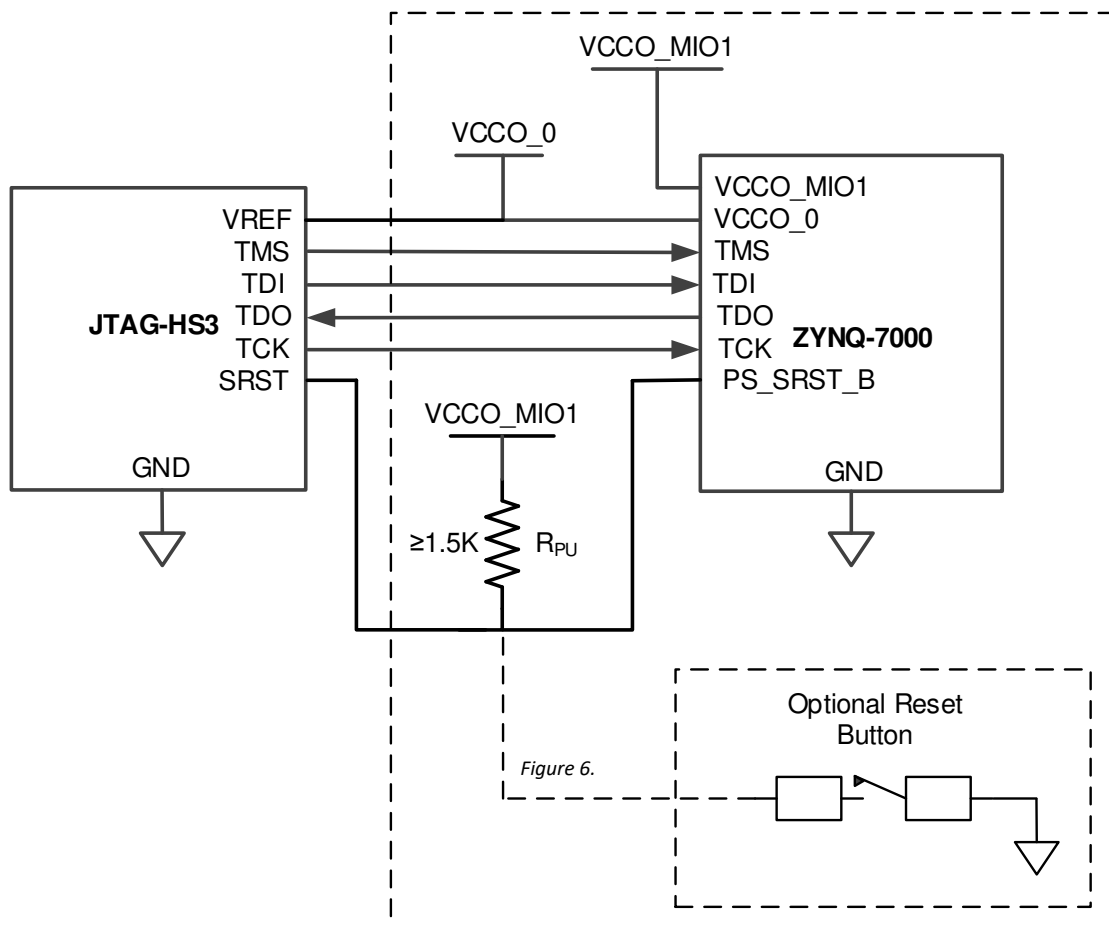 VCCO_MIO1
VCCO_0
VREF
TMS
TDI
TDO
TCK
SRST
JTAG-HS3
GND
VCCO_MIO1
VCCO_0
TMS
TDI
TDO
TCK
PS_SRST_B
ZYNQ-7000
GND
VCCO_MIO1
≥1.5K
RPU
Optional Reset
Button
Figure 6.